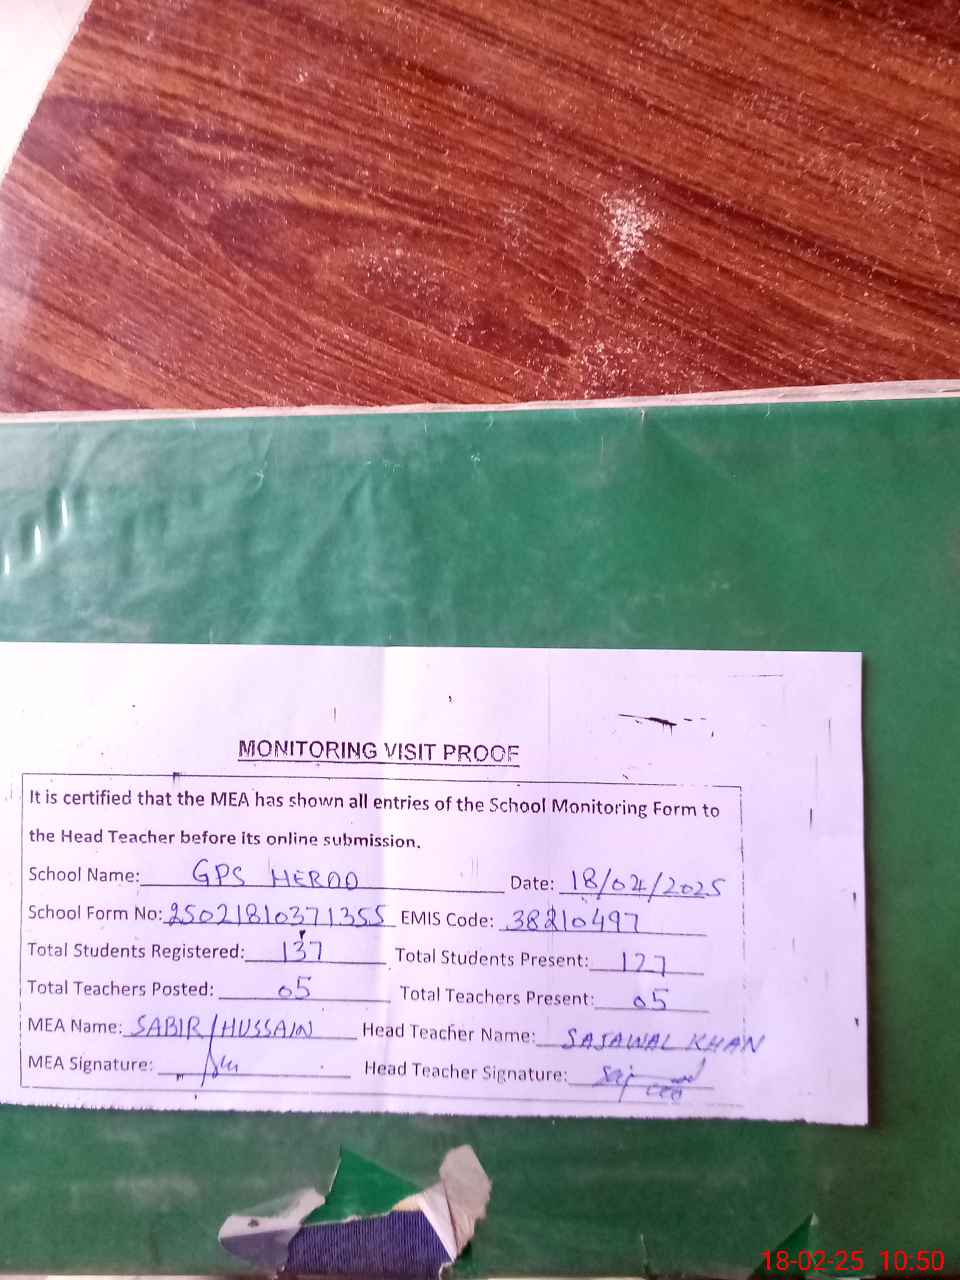 MONITORING VISIT PROOF
It is certified that the MEA has shown all entries of the School Monitoring Form to
the Head Teacher before its online submission.
School Name: GPS HEROO Date: 18/02/2025
School Form No: 25021810371355 EMIS Code: 38210497
Total Students Registered: 137 Total Students Present: 127
Total Teachers Posted: 05 Total Teachers Present: 05
MEA Name: SABIR HUSSAIN Head Teacher Name: SAJAWAL KHAN
MEA Signature: Head Teacher Signature:
18-02-25 10:50